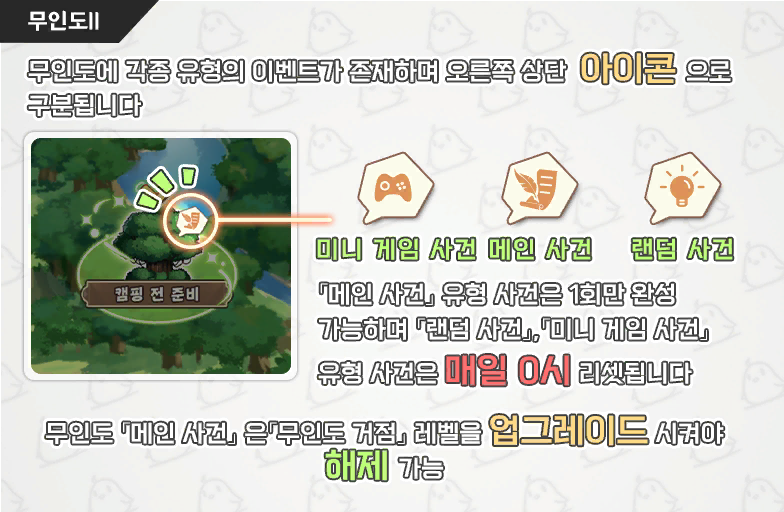 무인도II
무인도에 각종 유형의 이벤트가 존재하며 오른쪽 상단 아이콘 으로
구분됩니다
캠핑 전 준비
미니 게임 사건 메인 사건 랜덤 사건
「메인 사건」 유형 사건은 1회만 완성
가능하며 「랜덤 사건」,「미니 게임 사건」
유형 사건은 매일 0시 리셋됩니다
무인도 「메인 사건」 은「무인도 거점」 레벨을 업그레이드 시켜야
해제 가능